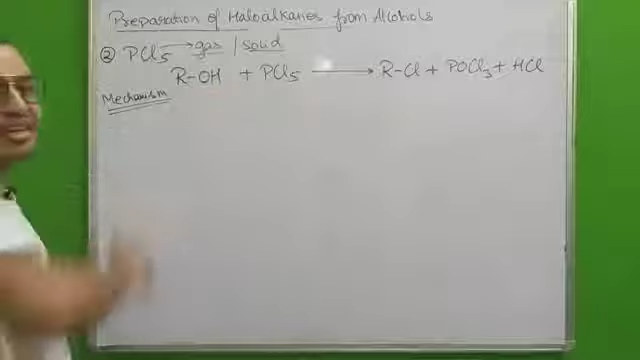 Preparation of Haloalkanes from Alcohols
② PCl₅ → gas / solid
R-OH + PCl₅ ⟶ R-Cl + POCl₃ + HCl
Mechanism